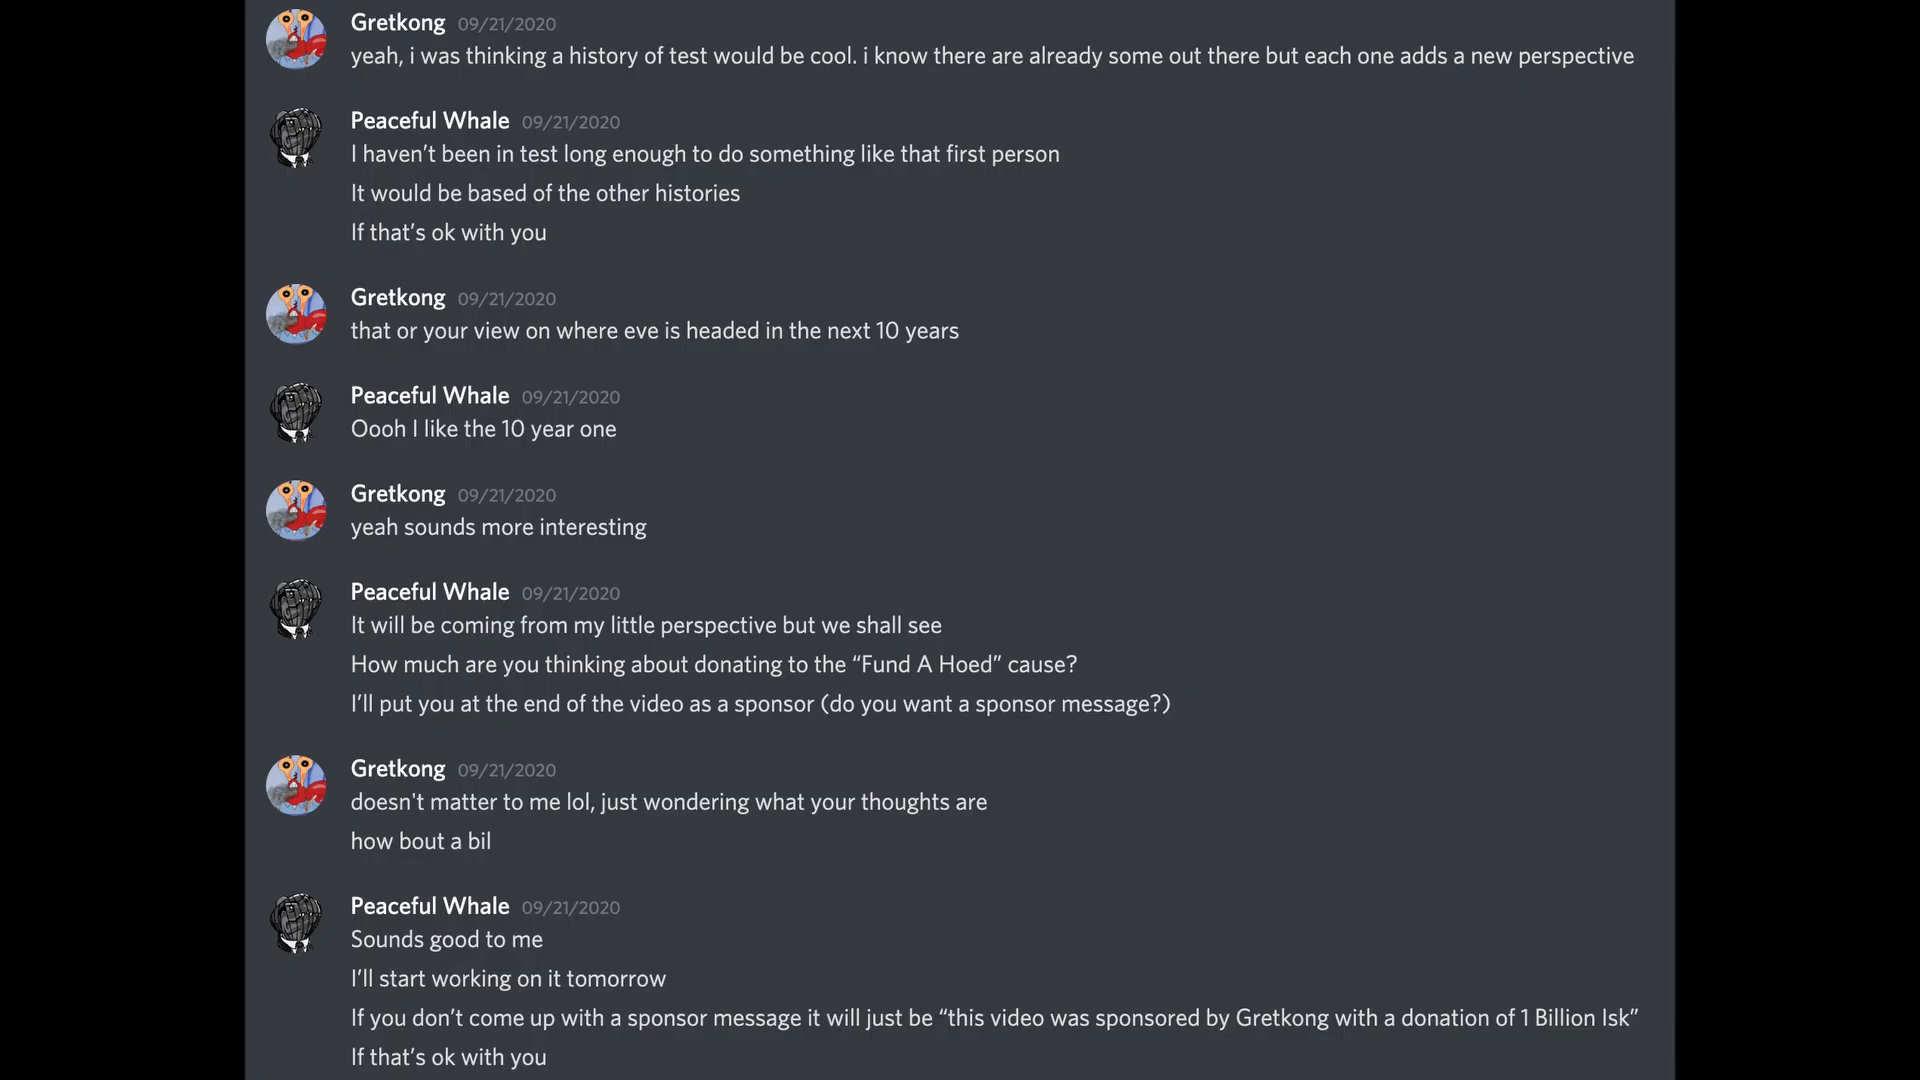 Gretkong 09/21/2020
yeah, i was thinking a history of test would be cool. i know there are already some out there but each one adds a new perspective
Peaceful Whale 09/21/2020
I haven’t been in test long enough to do something like that first person
It would be based of the other histories
If that’s ok with you
Gretkong 09/21/2020
that or your view on where eve is headed in the next 10 years
Peaceful Whale 09/21/2020
Oooh I like the 10 year one
Gretkong 09/21/2020
yeah sounds more interesting
Peaceful Whale 09/21/2020
It will be coming from my little perspective but we shall see
How much are you thinking about donating to the “Fund A Hoed” cause?
I’ll put you at the end of the video as a sponsor (do you want a sponsor message?)
Gretkong 09/21/2020
doesn't matter to me lol, just wondering what your thoughts are
how bout a bil
Peaceful Whale 09/21/2020
Sounds good to me
I’ll start working on it tomorrow
If you don’t come up with a sponsor message it will just be “this video was sponsored by Gretkong with a donation of 1 Billion Isk”
If that’s ok with you